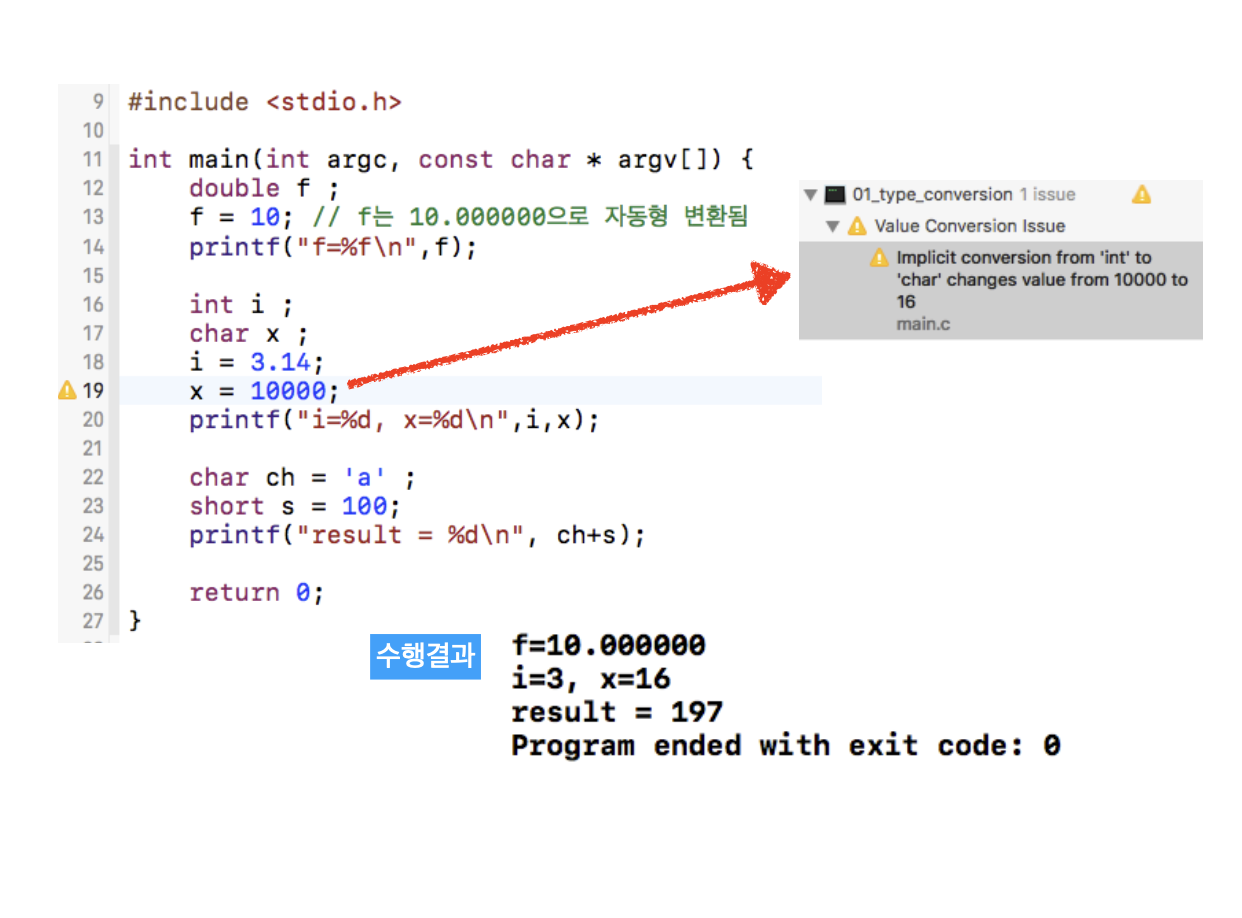 9 #include <stdio.h>
10
11 int main(int argc, const char * argv[]) {
12     double f ;
13     f = 10; // f는 10.000000으로 자동형 변환됨
14     printf("f=%f\n",f);
15
16     int i ;
17     char x ;
18     i = 3.14;
19     x = 10000;
20     printf("i=%d, x=%d\n",i,x);
21
22     char ch = 'a' ;
23     short s = 100;
24     printf("result = %d\n", ch+s);
25
26     return 0;
27 }
01_type_conversion 1 issue
Value Conversion Issue
Implicit conversion from 'int' to
'char' changes value from 10000 to
16
main.c
수행결과
f=10.000000
i=3, x=16
result = 197
Program ended with exit code: 0